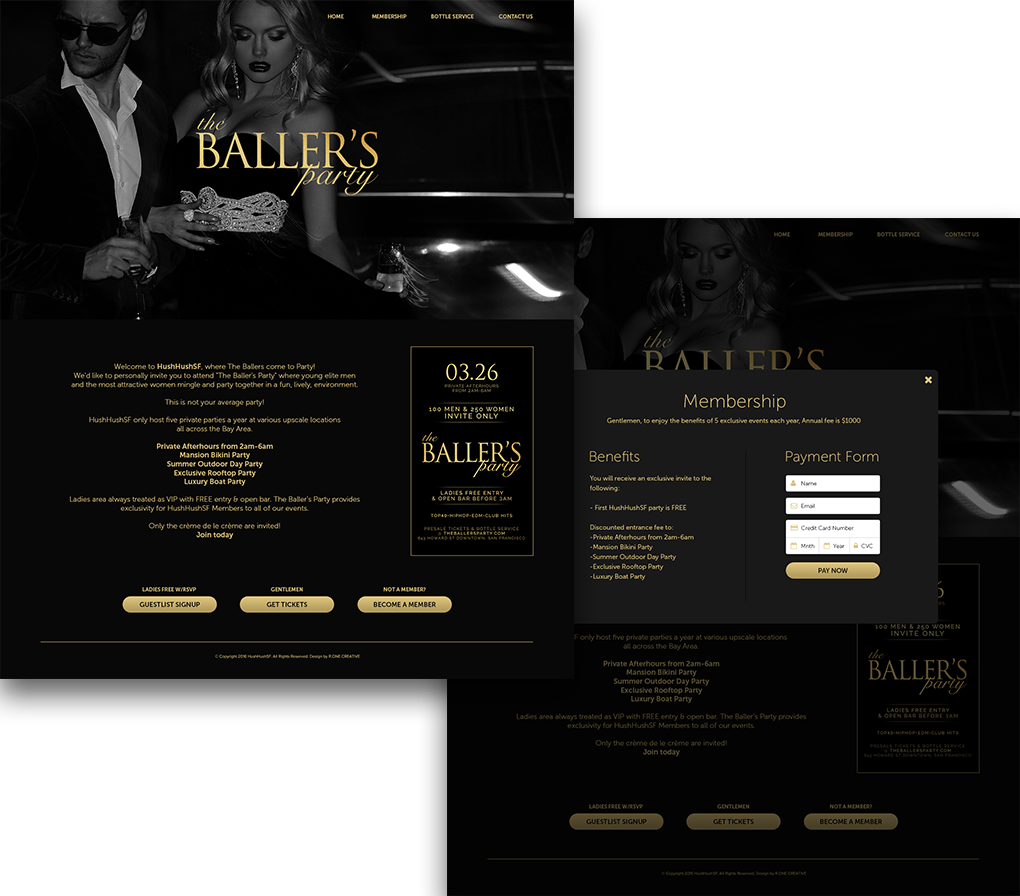 HOME MEMBERSHIP BOTTLE SERVICE CONTACT US
the
BALLER'S
party
Welcome to HushHushSF, where The Ballers come to Party!
We'd like to personally invite you to attend "The Baller's Party" where young elite men
and the most attractive women mingle and party together in a fun, lively, environment.
This is not your average party!
HushHushSF only host five private parties a year at various upscale locations
all across the Bay Area.
Private Afterhours from 2am-6am
Mansion Bikini Party
Summer Outdoor Day Party
Exclusive Rooftop Party
Luxury Boat Party
Ladies area always treated as VIP with FREE entry & open bar. The Baller's Party provides
exclusivity for HushHushSF Members to all of our events.
Only the crème de le crème are invited!
Join today
03.26
PRIVATE AFTERHOURS
FROM 2AM-6AM
100 MEN & 250 WOMEN
INVITE ONLY
the
BALLER'S
party
LADIES FREE ENTRY
& OPEN BAR BEFORE 3AM
TOP40-HIPHOP-EDM-CLUB HITS
PRESALE TICKETS & BOTTLE SERVICE
@ THEBALLERSPARTY.COM
643 HOWARD ST DOWNTOWN, SAN FRANCISCO
LADIES FREE W/RSVP
GUESTLIST SIGNUP
GENTLEMEN
GET TICKETS
NOT A MEMBER?
BECOME A MEMBER
© Copyright 2016 HushHushSF. All Rights Reserved. Design by R.ONE CREATIVE
HOME MEMBERSHIP BOTTLE SERVICE CONTACT US
the
BALLER'S
Membership
Gentlemen, to enjoy the benefits of 5 exclusive events each year, Annual fee is $1000
Benefits
You will receive an exclusive invite to the
following:
- First HushHushSF party is FREE
Discounted entrance fee to:
-Private Afterhours from 2am-6am
-Mansion Bikini Party
-Summer Outdoor Day Party
-Exclusive Rooftop Party
-Luxury Boat Party
Payment Form
Name
Email
Credit Card Number
Mnth Year CVC
PAY NOW
F only host five private parties a year at various upscale locations
all across the Bay Area.
Private Afterhours from 2am-6am
Mansion Bikini Party
Summer Outdoor Day Party
Exclusive Rooftop Party
Luxury Boat Party
Ladies area always treated as VIP with FREE entry & open bar. The Baller's Party provides
exclusivity for HushHushSF Members to all of our events.
Only the crème de le crème are invited!
Join today
6
100 MEN & 250 WOMEN
INVITE ONLY
the
BALLER'S
party
LADIES FREE ENTRY
& OPEN BAR BEFORE 3AM
TOP40-HIPHOP-EDM-CLUB HITS
PRESALE TICKETS & BOTTLE SERVICE
@ THEBALLERSPARTY.COM
643 HOWARD ST DOWNTOWN, SAN FRANCISCO
LADIES FREE W/RSVP
GUESTLIST SIGNUP
GENTLEMEN
GET TICKETS
NOT A MEMBER?
BECOME A MEMBER
© Copyright 2016 HushHushSF. All Rights Reserved. Design by R.ONE CREATIVE